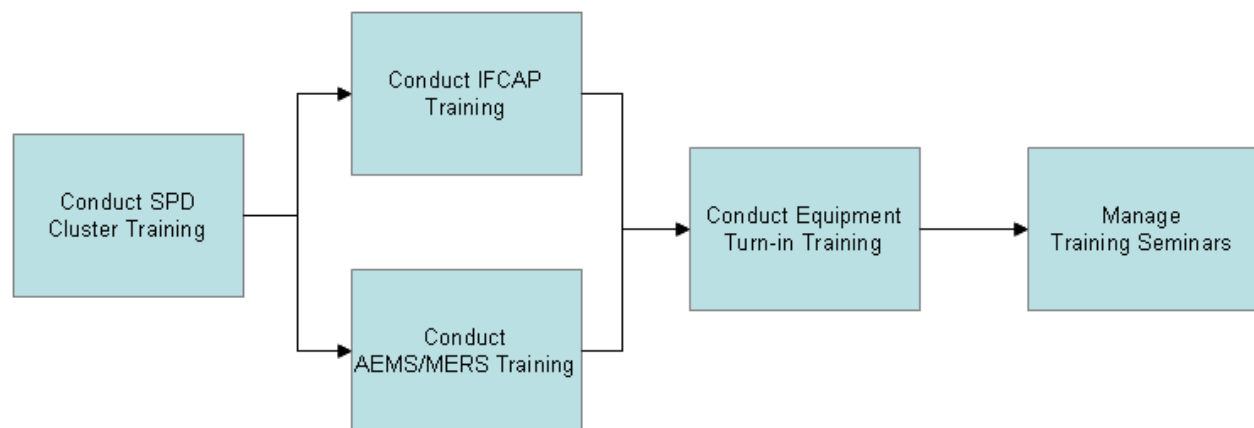 Conduct SPD
Cluster Training
Conduct IFCAP
Training
Conduct
AEMS/MERS Training
Conduct Equipment
Turn-in Training
Manage
Training Seminars